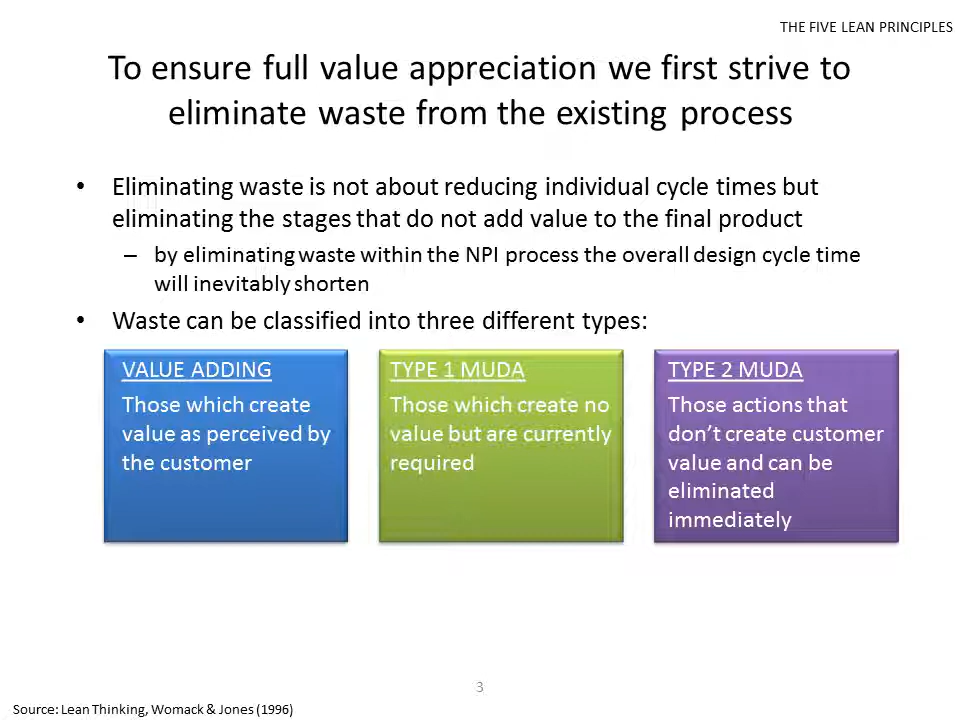 THE FIVE LEAN PRINCIPLES
To ensure full value appreciation we first strive to
eliminate waste from the existing process
• Eliminating waste is not about reducing individual cycle times but
eliminating the stages that do not add value to the final product
– by eliminating waste within the NPI process the overall design cycle time
will inevitably shorten
• Waste can be classified into three different types:
VALUE ADDING
Those which create
value as perceived by
the customer
TYPE 1 MUDA
Those which create no
value but are currently
required
TYPE 2 MUDA
Those actions that
don’t create customer
value and can be
eliminated
immediately
3
Source: Lean Thinking, Womack & Jones (1996)